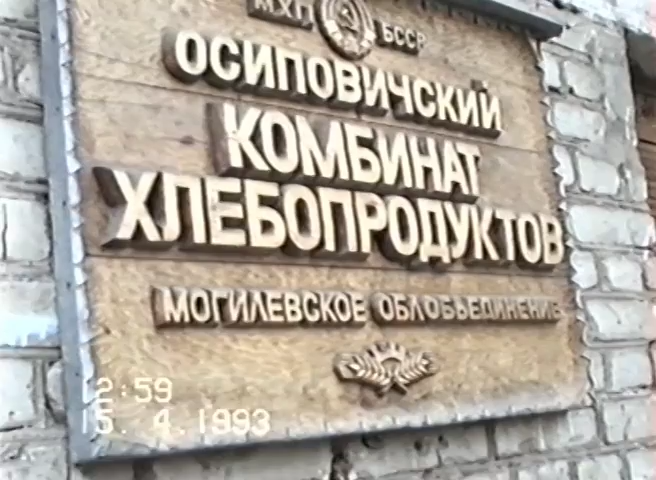 МХП БССР
ОСИПОВИЧСКИЙ
КОМБИНАТ
ХЛЕБОПРОДУКТОВ
МОГИЛЕВСКОЕ ОБЛОБЪЕДИНЕНИЕ
12:59
15. 4.1993